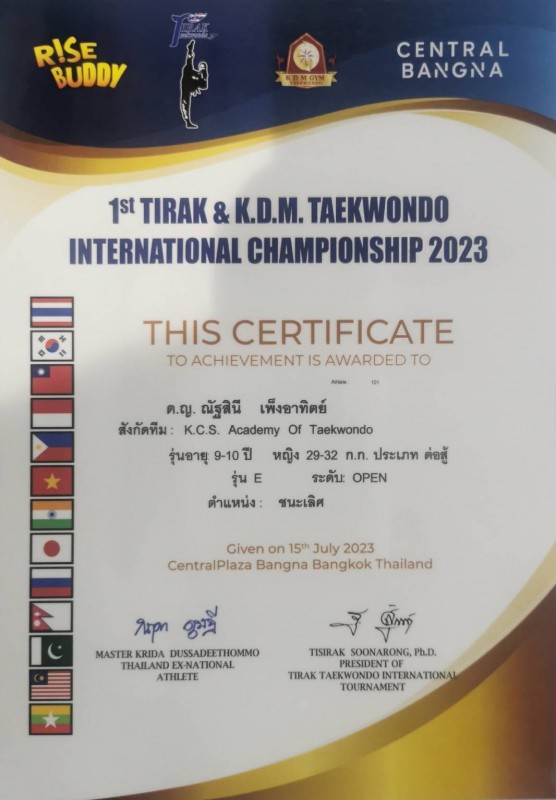 RISE BUDDY
TIRAK
K D M GYM
CENTRAL
BANGNA
1st TIRAK & K.D.M. TAEKWONDO
INTERNATIONAL CHAMPIONSHIP 2023
THIS CERTIFICATE
TO ACHIEVEMENT IS AWARDED TO
Athlete 101
ด.ญ. ณัฐสินี เพ็งอาทิตย์
สังกัดทีม : K.C.S. Academy Of Taekwondo
รุ่นอายุ 9-10 ปี หญิง 29-32 ก.ก. ประเภท ต่อสู้
รุ่น E ระดับ: OPEN
ตำแหน่ง : ชนะเลิศ
Given on 15th July 2023
CentralPlaza Bangna Bangkok Thailand
MASTER KRIDA DUSSADEETHOMMO
THAILAND EX-NATIONAL
ATHLETE
TISIRAK SOONARONG, Ph.D.
PRESIDENT OF
TIRAK TAEKWONDO INTERNATIONAL
TOURNAMENT